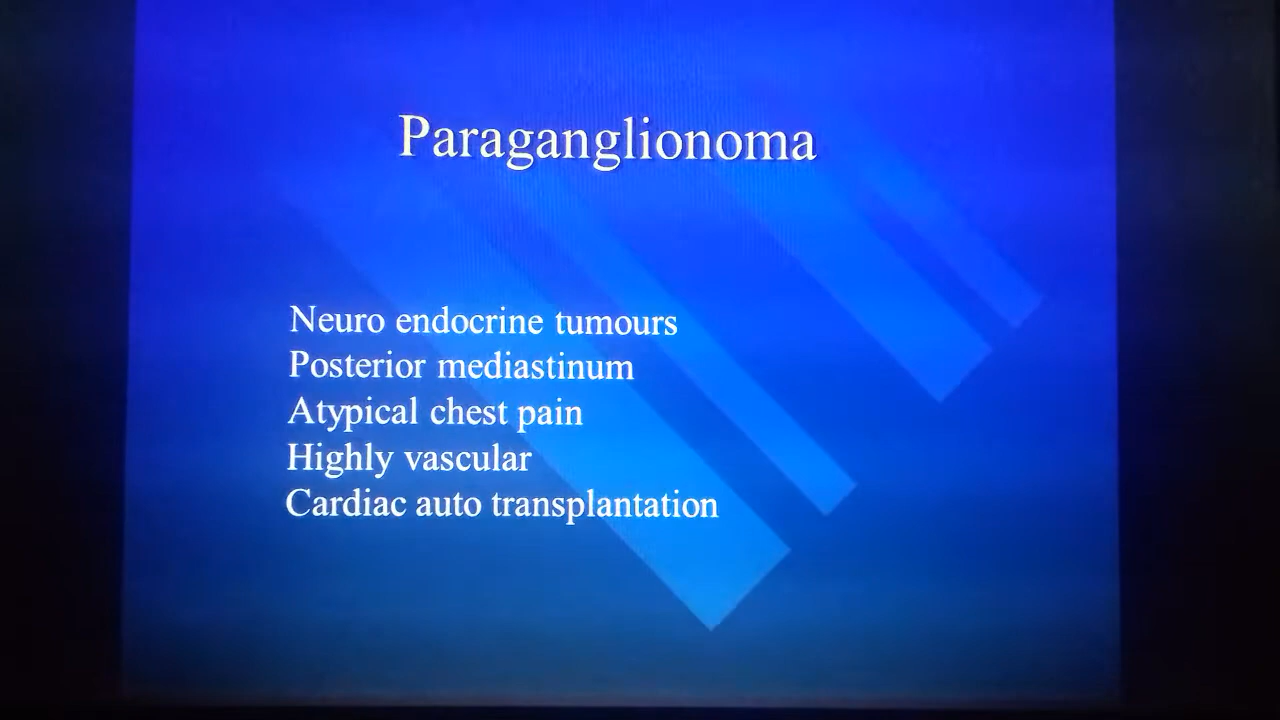 Paraganglionoma
Neuro endocrine tumours
Posterior mediastinum
Atypical chest pain
Highly vascular
Cardiac auto transplantation